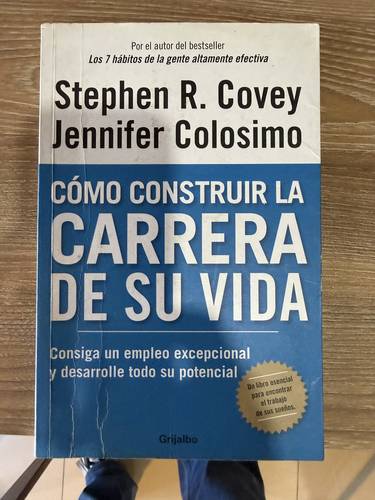 Por el autor del bestseller
Los 7 hábitos de la gente altamente efectiva
Stephen R. Covey
Jennifer Colosimo
CÓMO CONSTRUIR LA
CARRERA
DE SU VIDA
Consiga un empleo excepcional
y desarrolle todo su potencial
Un libro esencial
para encontrar
el trabajo
de sus sueños.
Grijalbo